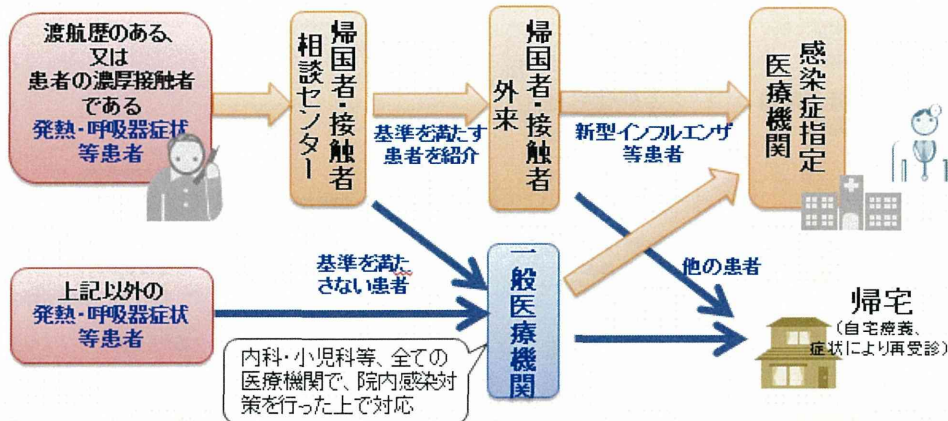 渡航歴のある、
又は
患者の濃厚接触者
である
発熱・呼吸器症状
等患者
帰国者・接触者
相談センター
基準を満たす
患者を紹介
帰国者・接触者
外来
新型インフルエンザ
等患者
感染症指定
医療機関
基準を満た
さない患者
他の患者
上記以外の
発熱・呼吸器症状
等患者
一般医療機関
内科・小児科等、全ての
医療機関で、院内感染対
策を行った上で対応
帰宅
(自宅療養、
症状により再受診)